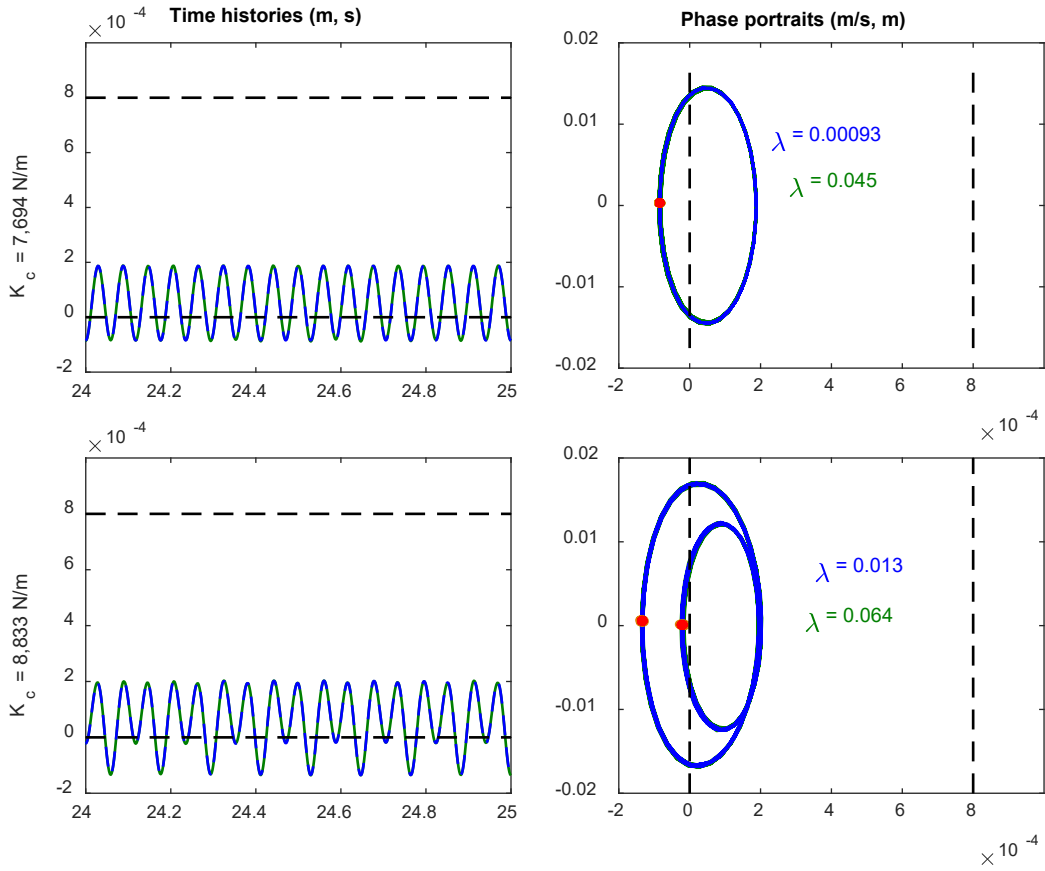 Time histories (m, s)
Phase portraits (m/s, m)
× 10 -4
8
6
4
2
0
-2
24 24.2 24.4 24.6 24.8 25
K c = 7,694 N/m
0.02
0.01
0
-0.01
-0.02
-2 0 2 4 6 8
× 10 -4
λ = 0.00093
λ = 0.045
× 10 -4
8
6
4
2
0
-2
24 24.2 24.4 24.6 24.8 25
K c = 8,833 N/m
0.02
0.01
0
-0.01
-0.02
-2 0 2 4 6 8
× 10 -4
λ = 0.013
λ = 0.064